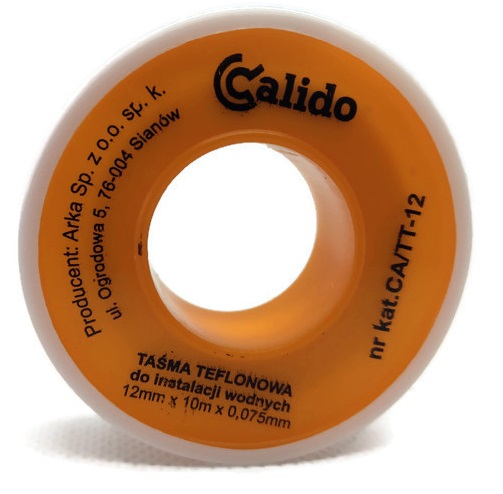 Calido
Producent: Arka Sp. z o.o. sp. k.
ul. Ogrodowa 5, 76-004 Sianów
nr kat.CA/TT-12
TAŚMA TEFLONOWA
do instalacji wodnych
12mm x 10m x 0,075mm